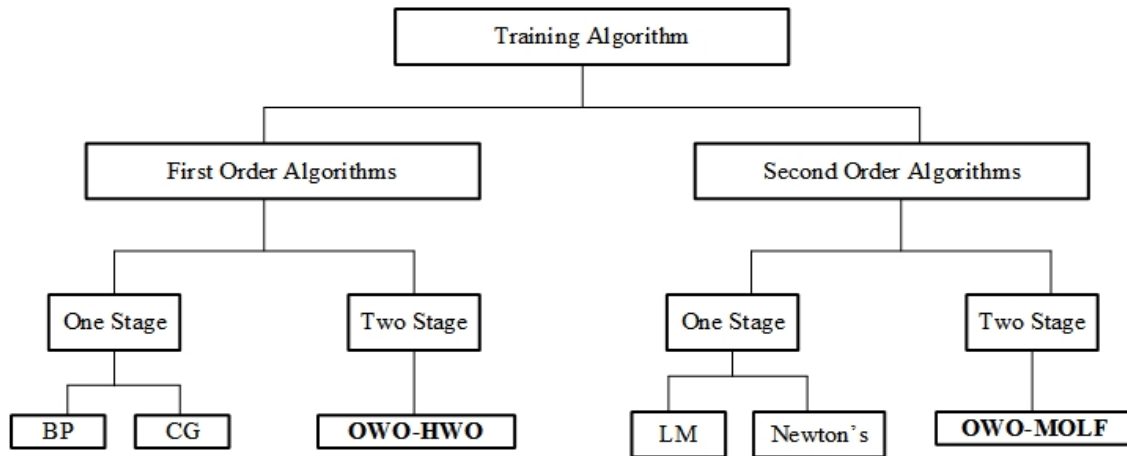 Training Algorithm
First Order Algorithms
Second Order Algorithms
One Stage
Two Stage
One Stage
Two Stage
BP
CG
OWO-HWO
LM
Newton's
OWO-MOLF